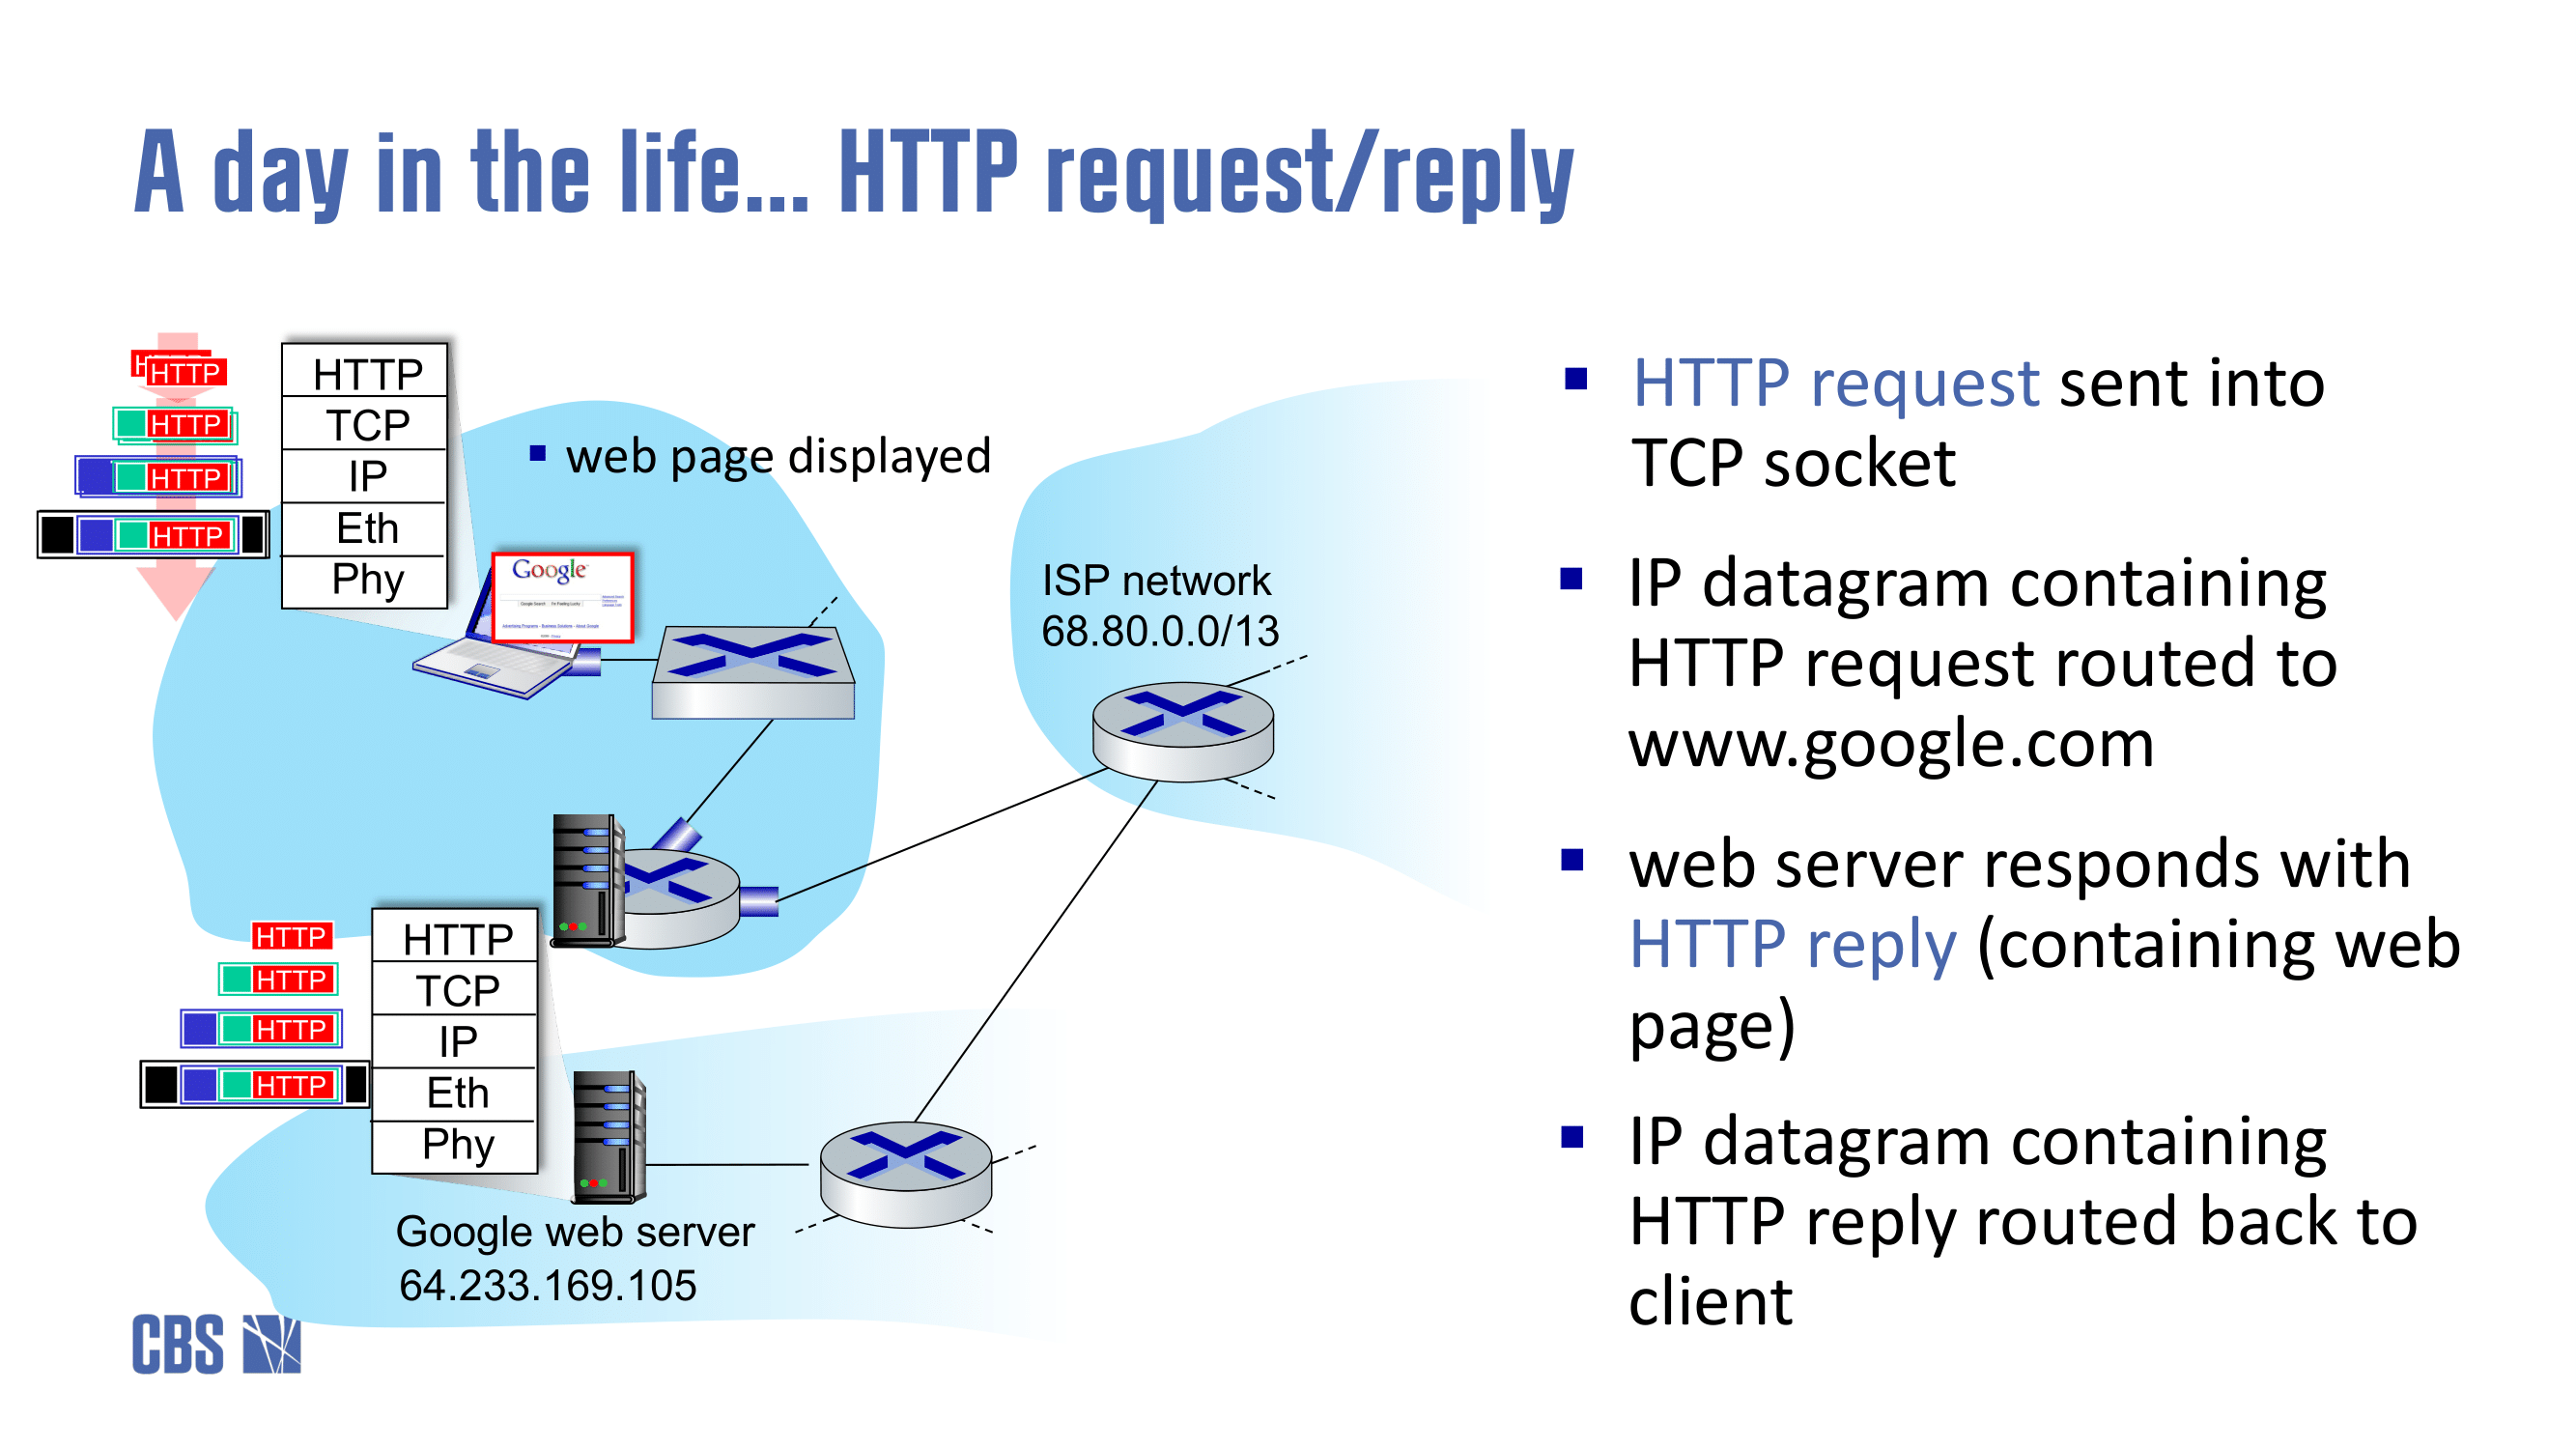 A day in the life... HTTP request/reply
HTTP
HTTP
HTTP
HTTP
HTTP
HTTP
TCP
IP
Eth
Phy
▪ web page displayed
Google
ISP network
68.80.0.0/13
HTTP
HTTP
HTTP
HTTP
HTTP
TCP
IP
Eth
Phy
Google web server
64.233.169.105
▪ HTTP request sent into
TCP socket
▪ IP datagram containing
HTTP request routed to
www.google.com
▪ web server responds with
HTTP reply (containing web
page)
▪ IP datagram containing
HTTP reply routed back to
client
CBS